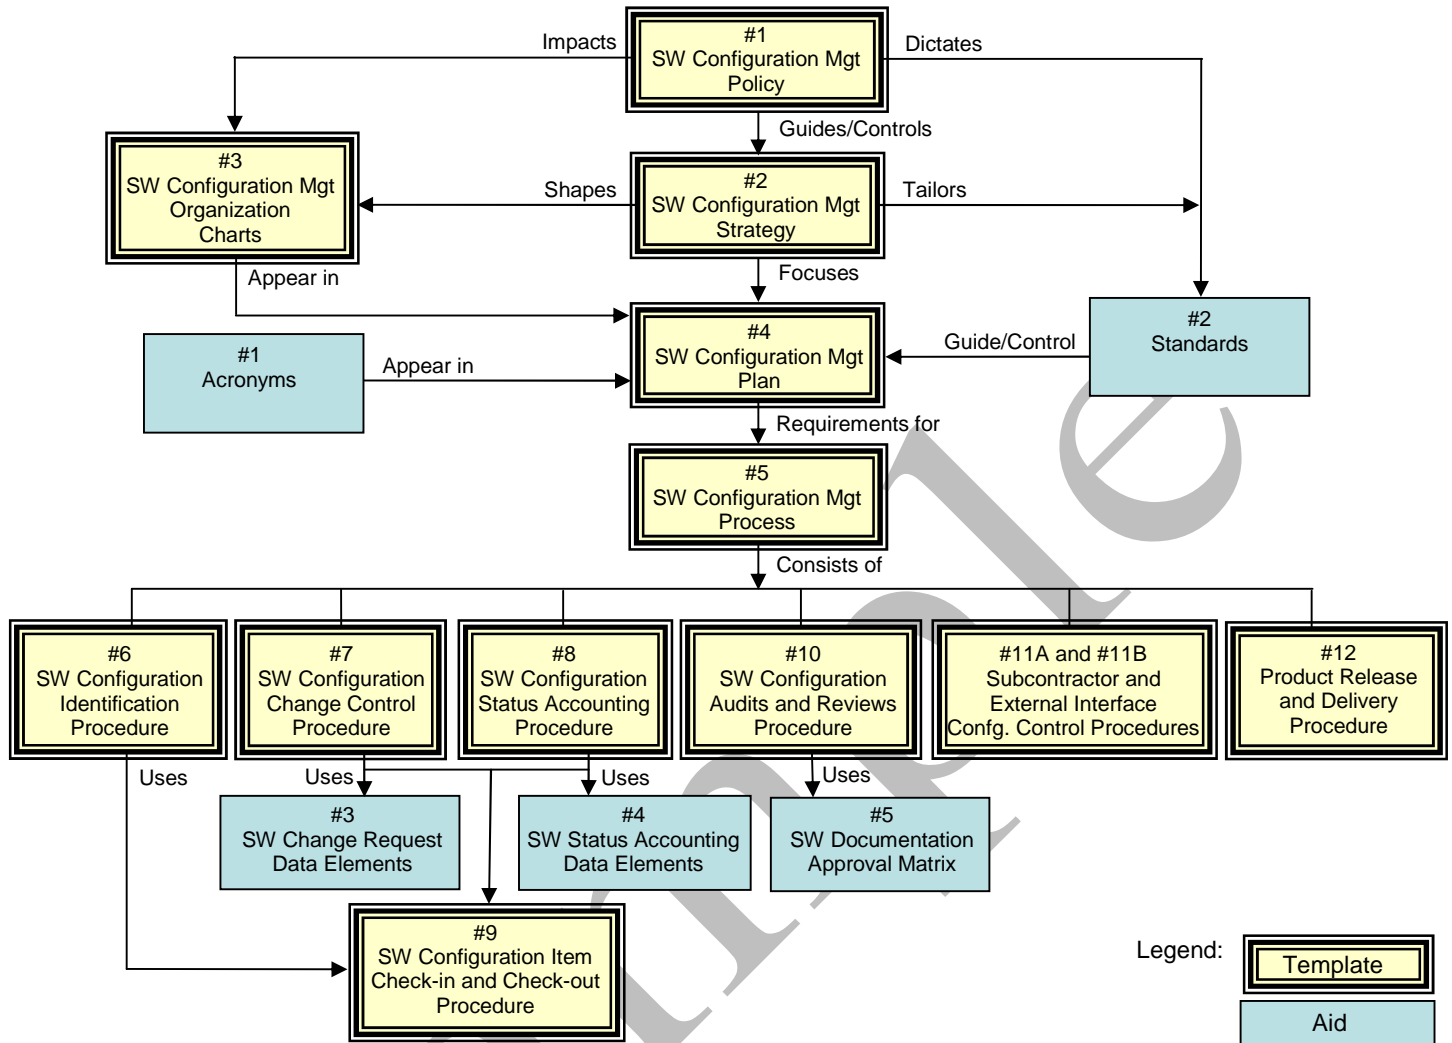 #1
SW Configuration Mgt
Policy
Impacts
Dictates
Guides/Controls
#3
SW Configuration Mgt
Organization
Charts
Shapes
#2
SW Configuration Mgt
Strategy
Tailors
Appear in
Focuses
#1
Acronyms
Appear in
#4
SW Configuration Mgt
Plan
Guide/Control
#2
Standards
Requirements for
#5
SW Configuration Mgt
Process
Consists of
#6
SW Configuration
Identification
Procedure
#7
SW Configuration
Change Control
Procedure
#8
SW Configuration
Status Accounting
Procedure
#10
SW Configuration
Audits and Reviews
Procedure
#11A and #11B
Subcontractor and
External Interface
Confg. Control Procedures
#12
Product Release
and Delivery
Procedure
Uses
Uses
Uses
Uses
#3
SW Change Request
Data Elements
#4
SW Status Accounting
Data Elements
#5
SW Documentation
Approval Matrix
#9
SW Configuration Item
Check-in and Check-out
Procedure
Legend:
Template
Aid